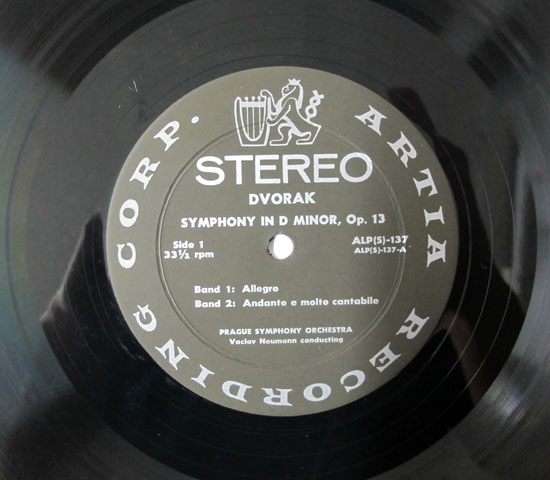 ARTIA RECORDING CORP.
STEREO
DVORAK
SYMPHONY IN D MINOR, Op. 13
Side 1
33½ rpm
ALP(S)-137
ALP(S)-137-A
Band 1: Allegro
Band 2: Andante e molto cantabile
PRAGUE SYMPHONY ORCHESTRA
Vaclav Neumann conducting